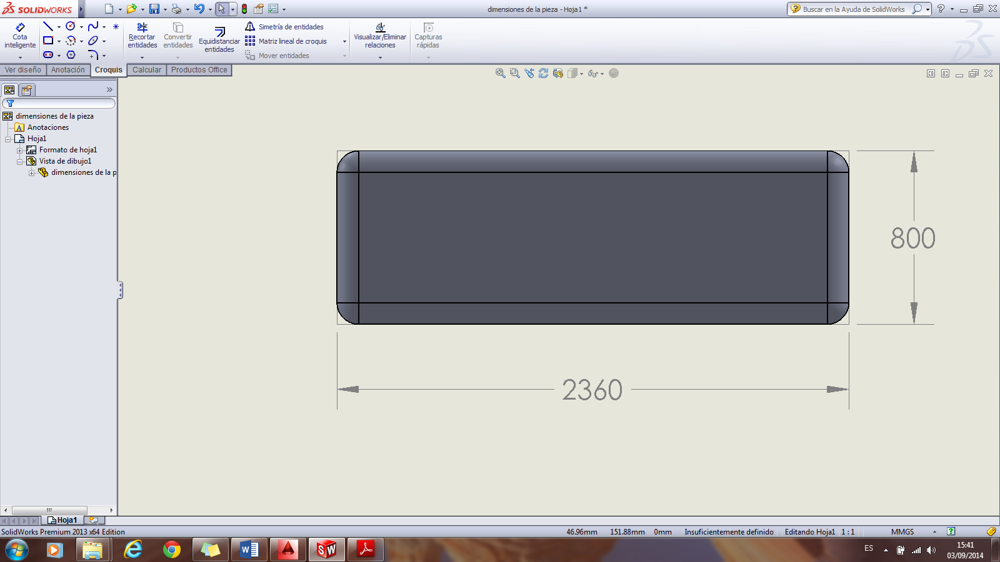 SOLIDWORKS
dimensiones de la pieza - Hoja1 *
Buscar en la Ayuda de SolidWorks
Cota inteligente
Recortar entidades
Convertir entidades
Equidistanciar entidades
Simetría de entidades
Matriz lineal de croquis
Mover entidades
Visualizar/Eliminar relaciones
Capturas rápidas
Ver diseño
Anotación
Croquis
Calcular
Productos Office
dimensiones de la pieza
Anotaciones
Hoja1
Formato de hoja1
Vista de dibujo1
dimensiones de la p
800
2360
Hoja1
SolidWorks Premium 2013 x64 Edition
46.96mm 151.88mm 0mm Insuficientemente definido Editando Hoja1 1 : 1 MMGS
ES
15:41
03/09/2014